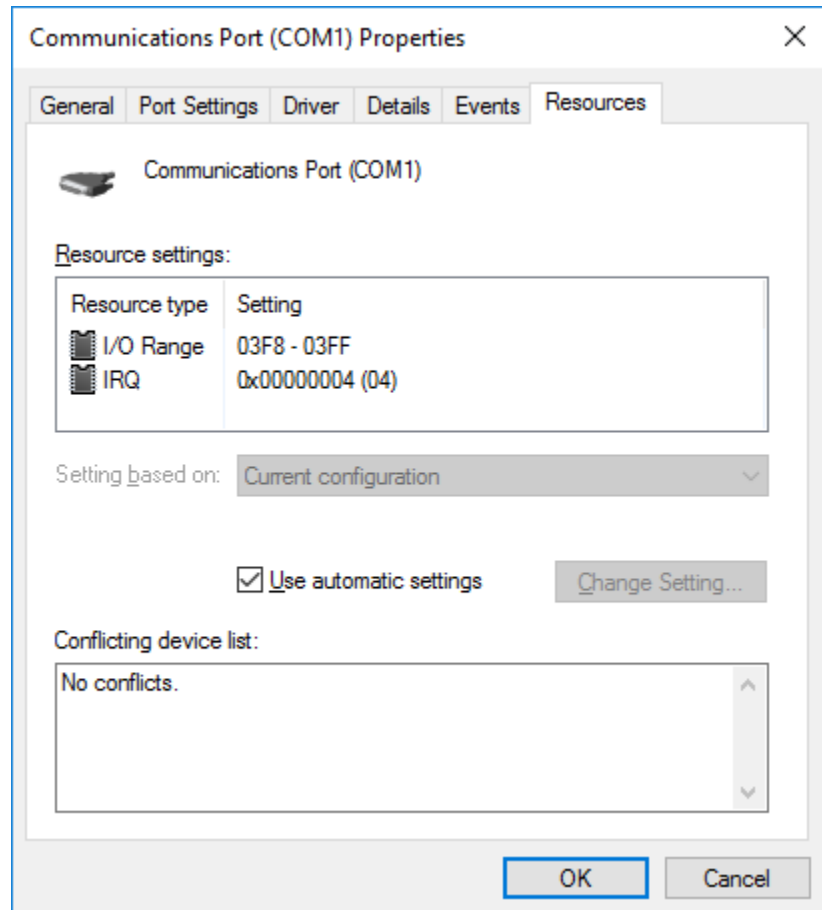 Communications Port (COM1) Properties
General Port Settings Driver Details Events Resources
Communications Port (COM1)
Resource settings:
Resource type Setting
I/O Range 03F8 - 03FF
IRQ 0x00000004 (04)
Setting based on: Current configuration
Use automatic settings Change Setting...
Conflicting device list:
No conflicts.
OK Cancel